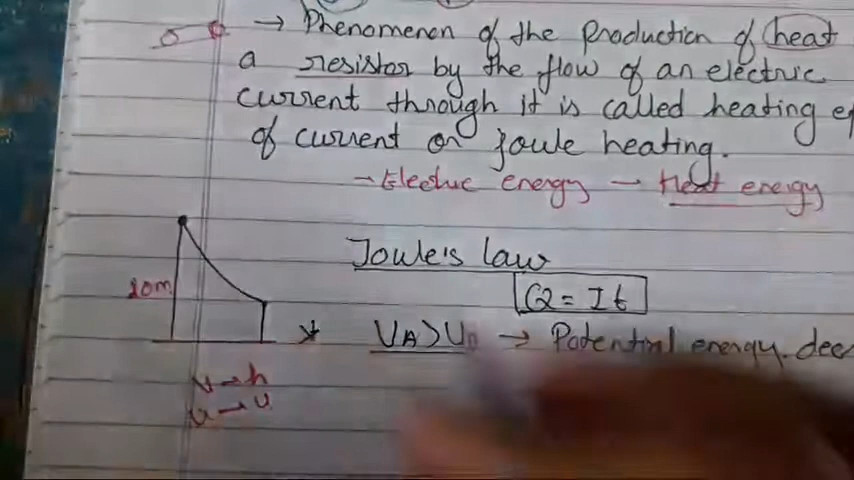 → Phenomenon of the Production of heat
a resistor by the flow of an electric
current through it is called heating
of current or joule heating.
→ Electric energy → Heat energy
Joule's law
Q = It
10m
VA > V → Potential energy dec
V → h